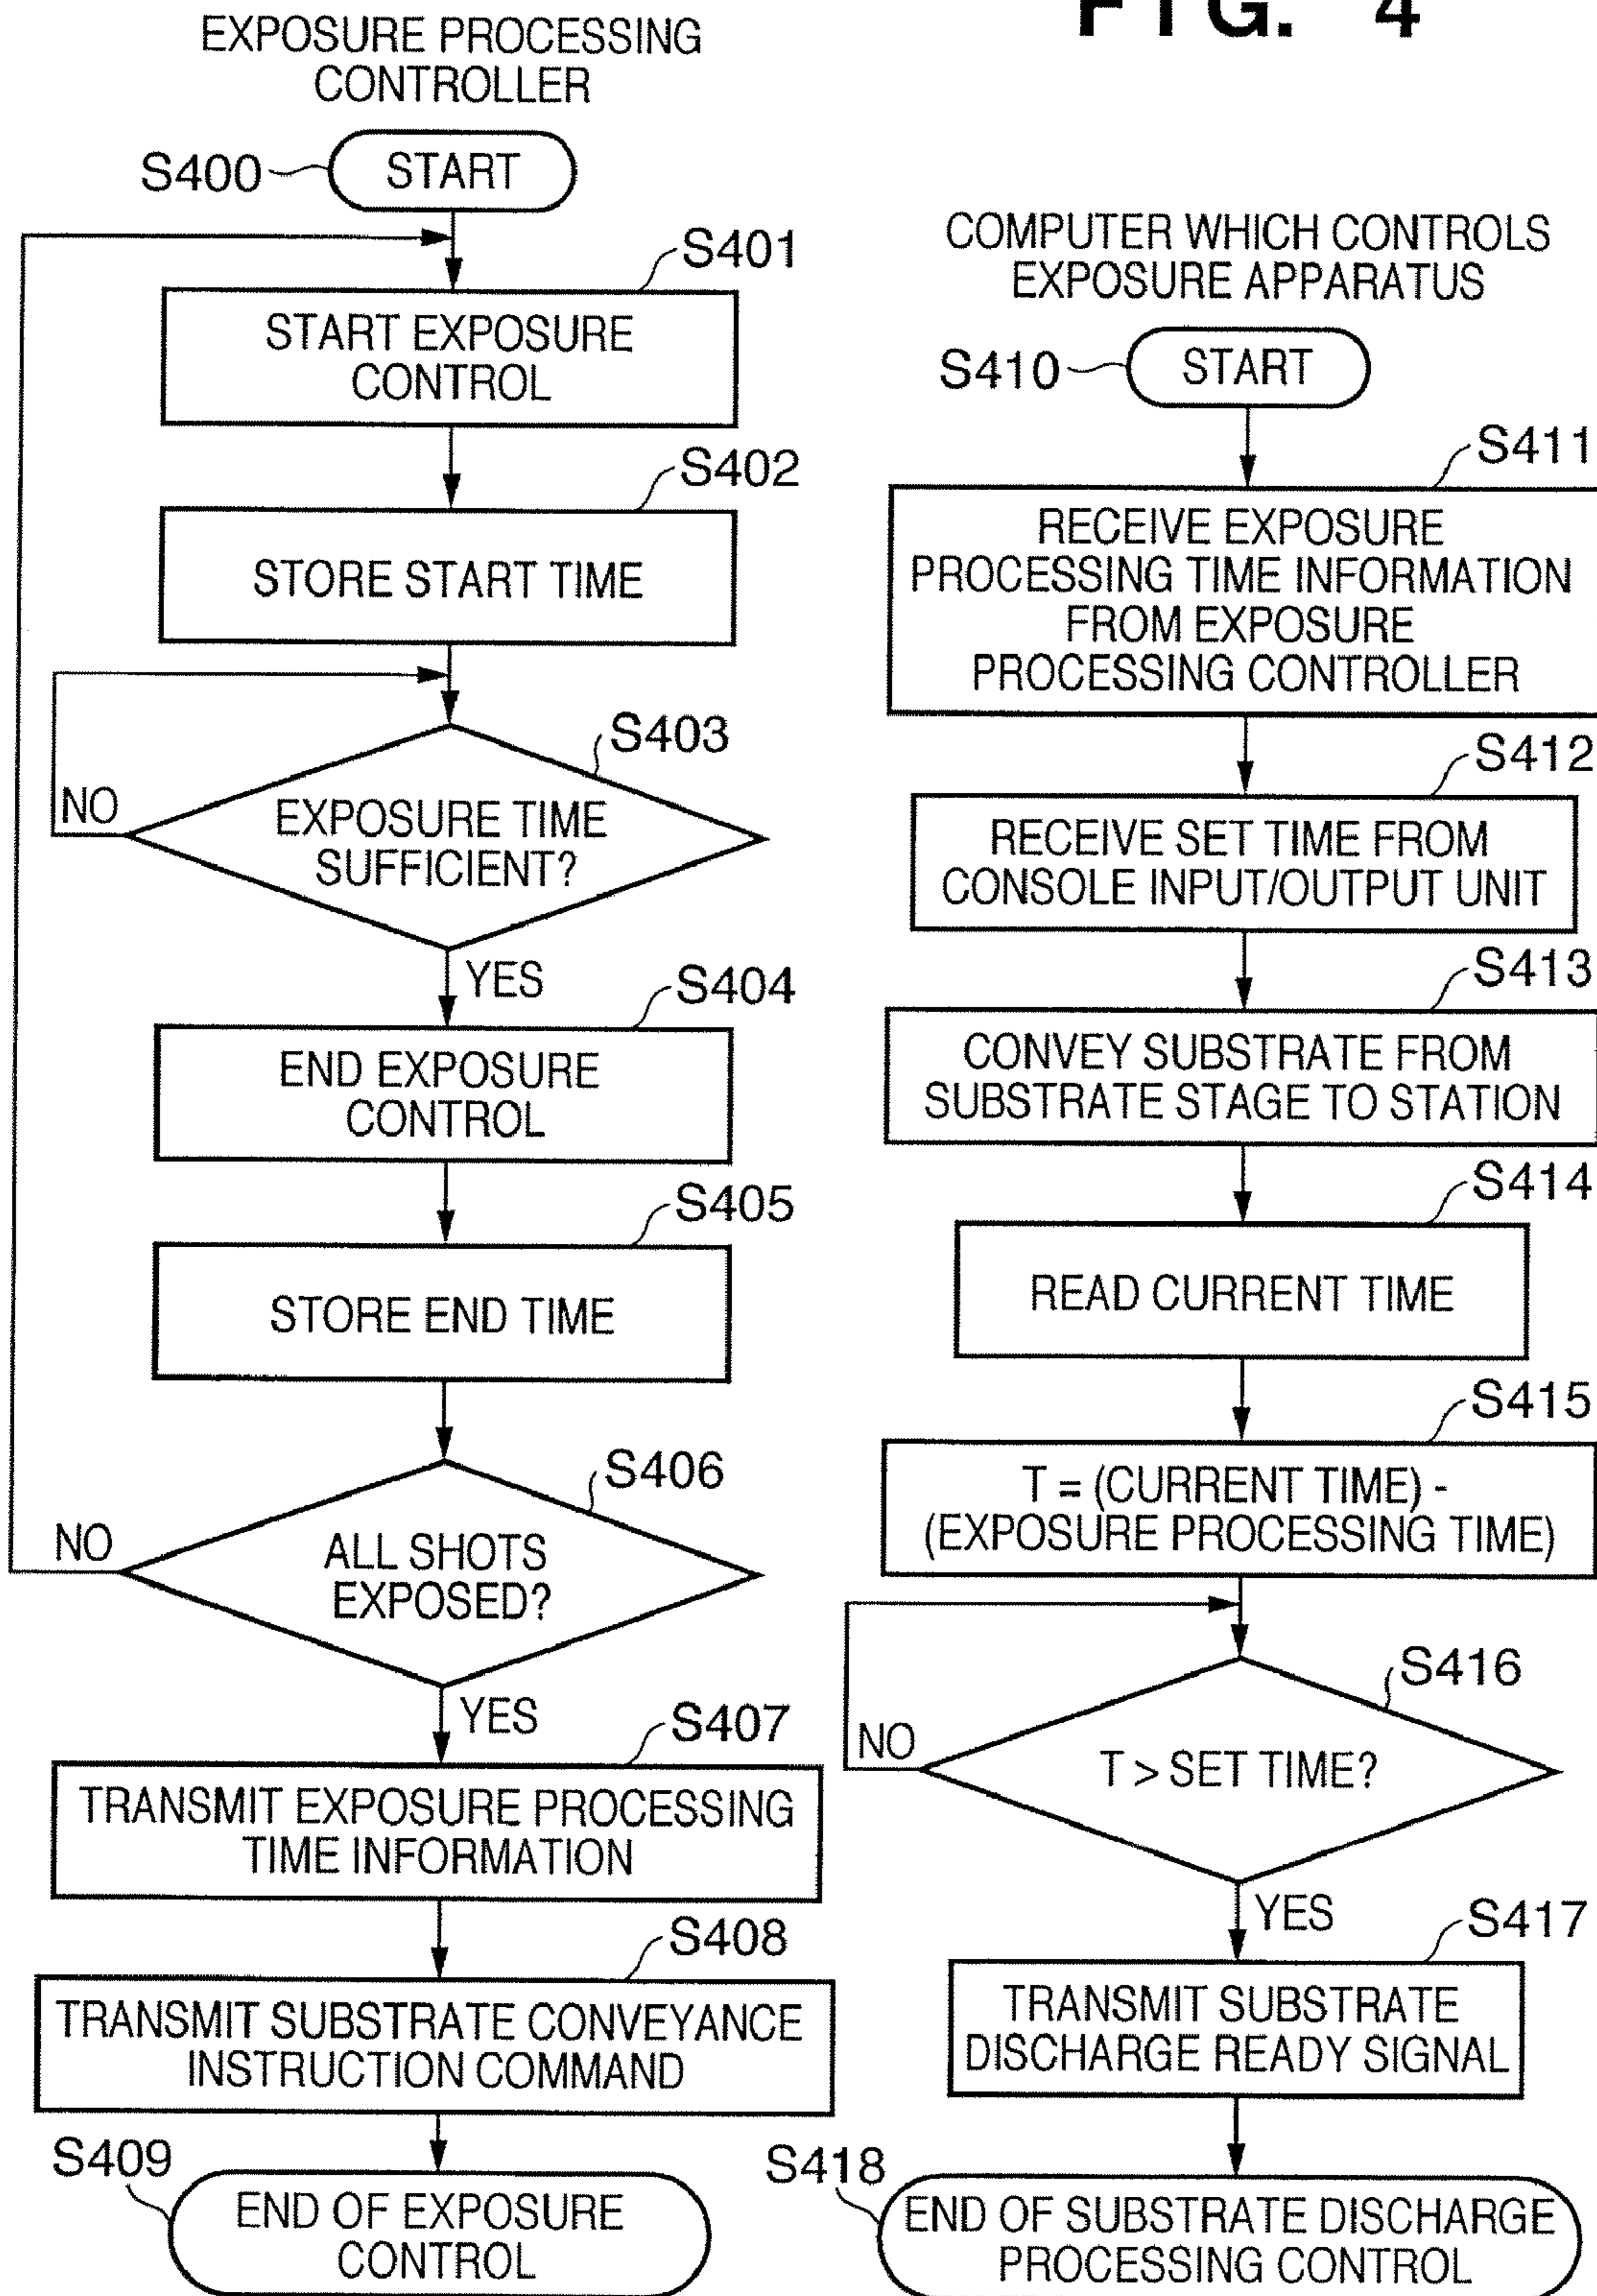 FIG. 4
EXPOSURE PROCESSING
CONTROLLER
S400
START
S401
START EXPOSURE
CONTROL
S402
STORE START TIME
S403
NO
EXPOSURE TIME
SUFFICIENT?
YES
S404
END EXPOSURE
CONTROL
S405
STORE END TIME
S406
NO
ALL SHOTS
EXPOSED?
YES
S407
TRANSMIT EXPOSURE PROCESSING
TIME INFORMATION
S408
TRANSMIT SUBSTRATE CONVEYANCE
INSTRUCTION COMMAND
S409
END OF EXPOSURE
CONTROL
COMPUTER WHICH CONTROLS
EXPOSURE APPARATUS
S410
START
S411
RECEIVE EXPOSURE
PROCESSING TIME INFORMATION
FROM EXPOSURE
PROCESSING CONTROLLER
S412
RECEIVE SET TIME FROM
CONSOLE INPUT/OUTPUT UNIT
S413
CONVEY SUBSTRATE FROM
SUBSTRATE STAGE TO STATION
S414
READ CURRENT TIME
S415
T = (CURRENT TIME) -
(EXPOSURE PROCESSING TIME)
S416
NO
T > SET TIME?
YES
S417
TRANSMIT SUBSTRATE
DISCHARGE READY SIGNAL
S418
END OF SUBSTRATE DISCHARGE
PROCESSING CONTROL